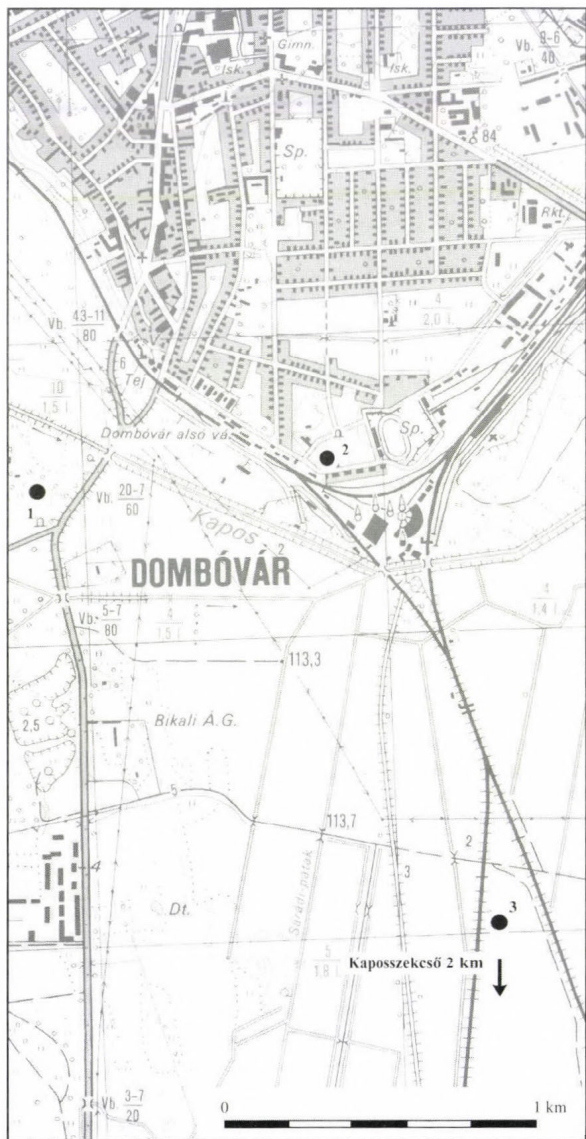 Gimn.
Isk.
Isk.
Vb. 9-6
40
84
Sp.
Rkt.
4
2,0 l
Vb. 43-11
80
6
Tej
10
1,5 l
Dombóvár alsó vá.
Sp.
2
1
Vb. 20-7
60
Kapos
2
DOMBÓVÁR
Vb. 5-7
80
4
1,5 l
4
1,4 l
113,3
2,5
Bikali Á.G.
5
113,7
2
4
3
Dt.
3
Kaposszekcső 2 km
5
1,8 l
Vb. 3-7
20
0
1 km